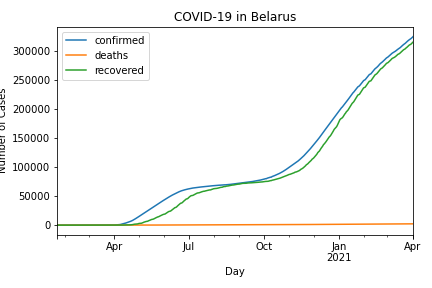 COVID-19 in Belarus
confirmed
deaths
recovered
Number of Cases
300000
250000
200000
150000
100000
50000
0
Apr
Jul
Oct
Jan
2021
Apr
Day